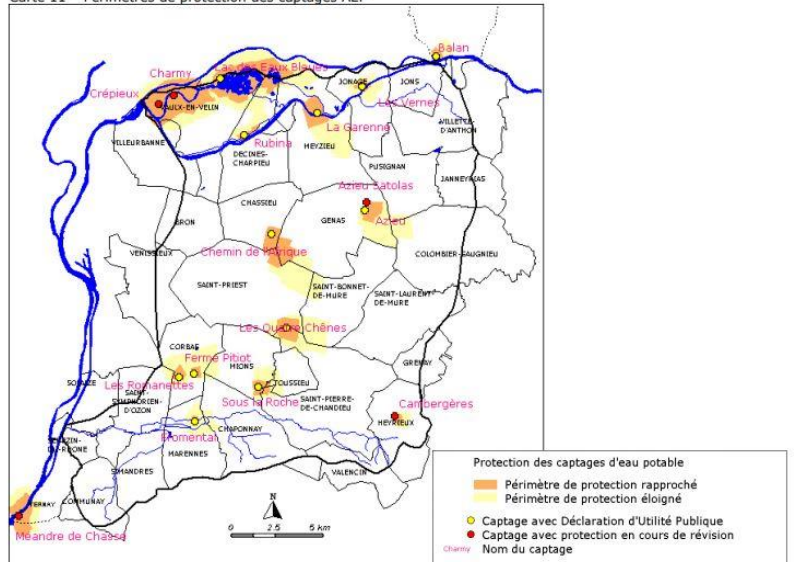 Carte 11 - Périmètres de protection des captages AEP
Balan
Lac des Eaux Bleues
Charmy
JONAGE
JONS
Crépieux
Les Vernes
VAULX-EN-VELIN
La Garenne
VILLETTE-
D'ANTHON
VILLEURBANNE
Rubina
DECINES-
CHARPIEU
MEYZIEU
PUSIGNAN
JANNEYRIAS
Azieu Satolas
CHASSIEU
GENAS
Azieu
BRON
Chemin de l'Afrique
VENISSIEUX
COLOMBIER-SAUGNIEU
SAINT-PRIEST
SAINT-BONNET-
DE-MURE
SAINT-LAURENT-
DE-MURE
Les Quatre Chênes
CORBAS
Ferme Pitiot
MIONS
GRENAY
Les Romanettes
TOUSSIEU
SOLAIZE
SAINT-
SYMPHORIEN-
D'OZON
Sous la Roche
SAINT-PIERRE-
DE-CHANDIEU
Cambergères
HEYRIEUX
Fromental
CHAPONNAY
SEREZIN-
DU-RHONE
MARENNES
SIMANDRES
VALENCIN
TERNAY
COMMUNAY
Méandre de Chasse
N
0 2.5 5 km
Protection des captages d'eau potable
Périmètre de protection rapproché
Périmètre de protection éloigné
Captage avec Déclaration d'Utilité Publique
Captage avec protection en cours de révision
Charmy Nom du captage